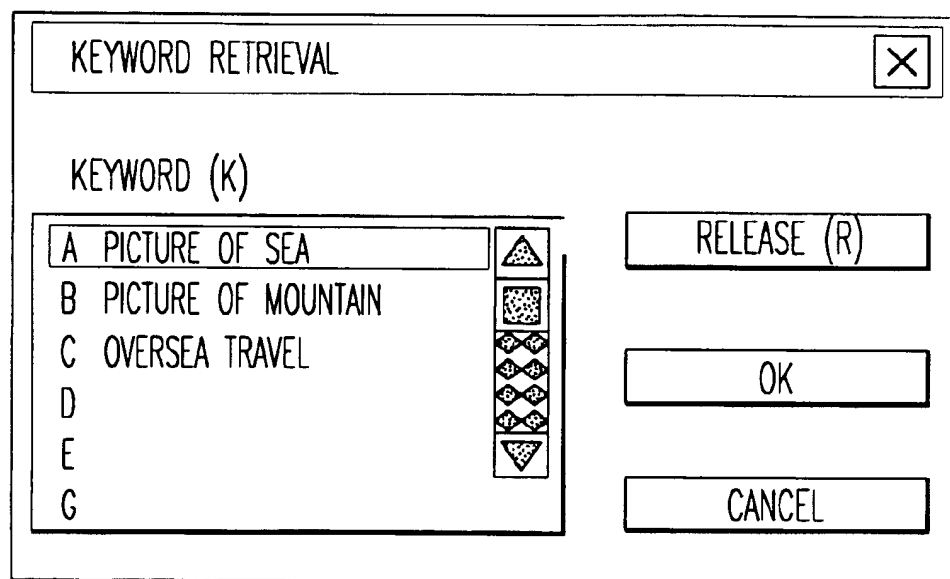 KEYWORD RETRIEVAL
KEYWORD (K)
A PICTURE OF SEA
B PICTURE OF MOUNTAIN
C OVERSEA TRAVEL
D
E
G
RELEASE (R)
OK
CANCEL